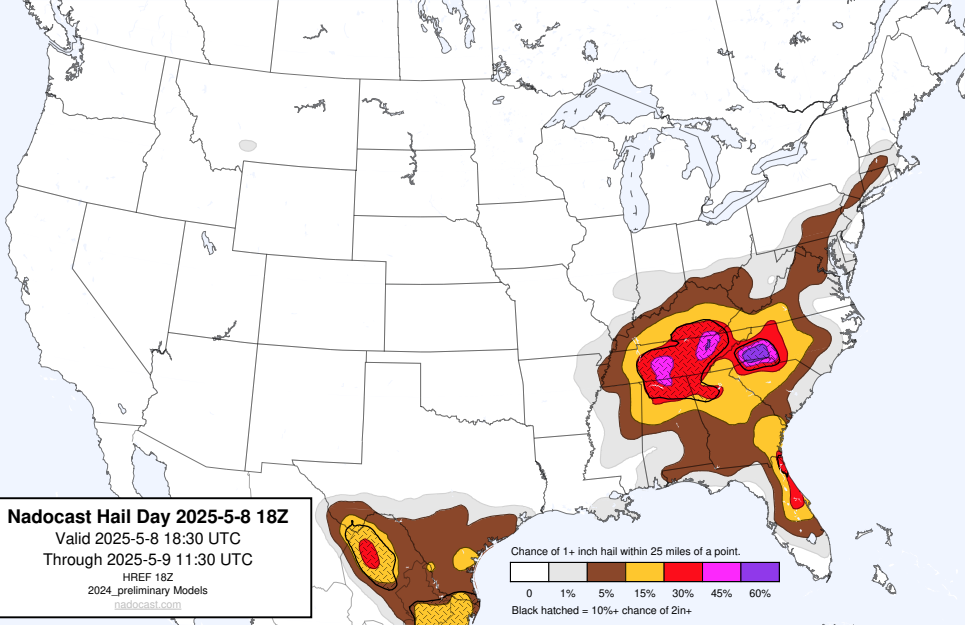 Nadocast Hail Day 2025-5-8 18Z
Valid 2025-5-8 18:30 UTC
Through 2025-5-9 11:30 UTC
HREF 18Z
2024_preliminary Models
nadocast.com
Chance of 1+ inch hail within 25 miles of a point.
0 1% 5% 15% 30% 45% 60%
Black hatched = 10%+ chance of 2in+